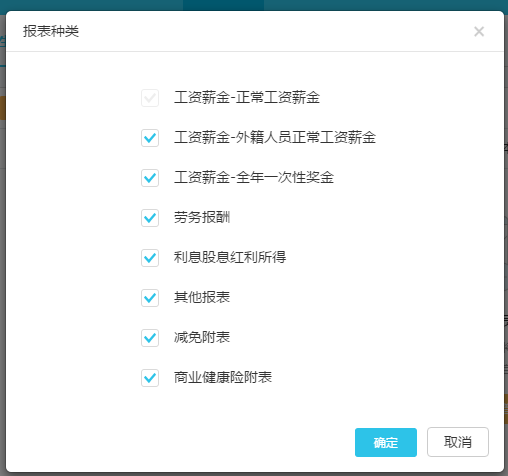 报表种类
工资薪金-正常工资薪金
工资薪金-外籍人员正常工资薪金
工资薪金-全年一次性奖金
劳务报酬
利息股息红利所得
其他报表
减免附表
商业健康险附表
确定
取消